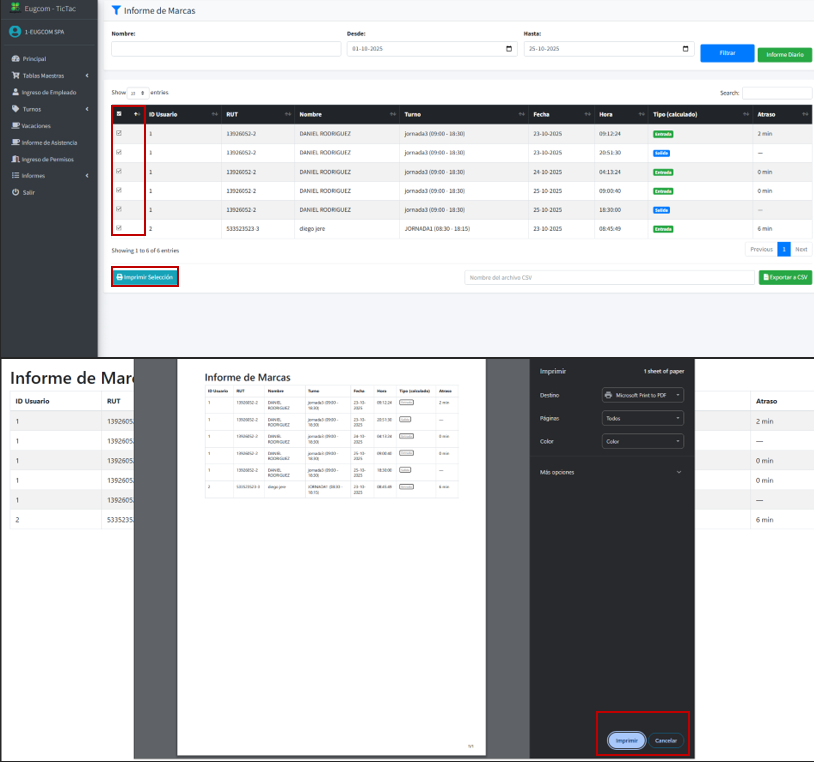 Eugcom - TicTac
1-EUGCOM SPA
Principal
Tablas Maestras
Ingreso de Empleado
Turnos
Vacaciones
Informe de Asistencia
Ingreso de Permisos
Informes
Salir
Informe de Marcas
Nombre: Desde: Hasta:
01-10-2025 25-10-2025 Filtrar Informe Diario
Show entries Search:
ID Usuario RUT Nombre Turno Fecha Hora Tipo (calculado) Atraso
1 13926052-2 DANIEL RODRIGUEZ jornada3 (09:00 - 18:30) 23-10-2025 09:12:24 Entrada 2 min
1 13926052-2 DANIEL RODRIGUEZ jornada3 (09:00 - 18:30) 23-10-2025 20:51:30 Salida —
1 13926052-2 DANIEL RODRIGUEZ jornada3 (09:00 - 18:30) 24-10-2025 04:13:24 Entrada 0 min
1 13926052-2 DANIEL RODRIGUEZ jornada3 (09:00 - 18:30) 25-10-2025 09:00:40 Entrada 0 min
1 13926052-2 DANIEL RODRIGUEZ jornada3 (09:00 - 18:30) 25-10-2025 18:30:00 Salida —
2 533523523-3 diego jore JORNADA1 (08:30 - 18:15) 23-10-2025 08:45:49 Entrada 6 min
Showing 1 to 6 of 6 entries Previous 1 Next
Imprimir Selección Nombre del archivo CSV Exportar a CSV
Informe de Mar
ID Usuario RUT Atraso
1 1392605 2 min
1 1392605 —
1 1392605 0 min
1 1392605 0 min
1 1392605 —
2 5335235 6 min
Informe de Marcas
ID Usuario RUT Nombre Turno Fecha Hora Tipo (calculado) Atraso
1 13926052-2 DANIEL jornada3 (09:00 - 23-10- 09:12:24 2 min
RODRIGUEZ 18:30) 2025
1 13926052-2 DANIEL jornada3 (09:00 - 23-10- 20:51:30 —
RODRIGUEZ 18:30) 2025
1 13926052-2 DANIEL jornada3 (09:00 - 24-10- 04:13:24 0 min
RODRIGUEZ 18:30) 2025
1 13926052-2 DANIEL jornada3 (09:00 - 25-10- 09:00:40 0 min
RODRIGUEZ 18:30) 2025
1 13926052-2 DANIEL jornada3 (09:00 - 25-10- 18:30:00 —
RODRIGUEZ 18:30) 2025
2 533523523-3 diego jore JORNADA1 (08:30 - 23-10- 08:45:49 6 min
18:15) 2025
1/1
Imprimir 1 sheet of paper
Destino Microsoft Print to PDF
Páginas Todos
Color Color
Más opciones
Imprimir Cancelar